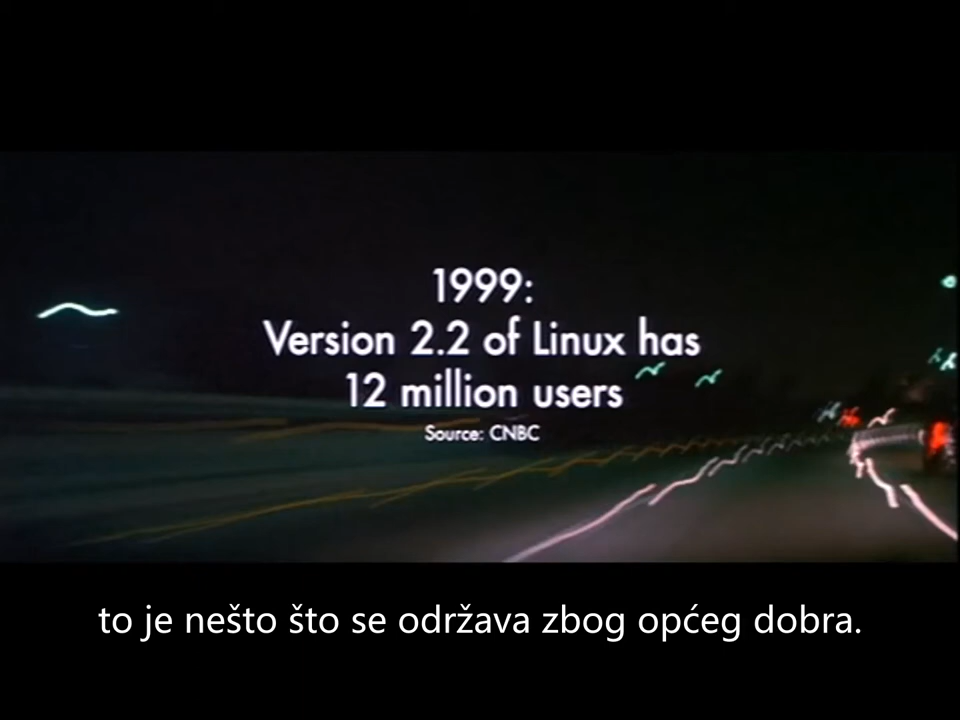 1999:
Version 2.2 of Linux has
12 million users
Source: CNBC
to je nešto što se održava zbog općeg dobra.